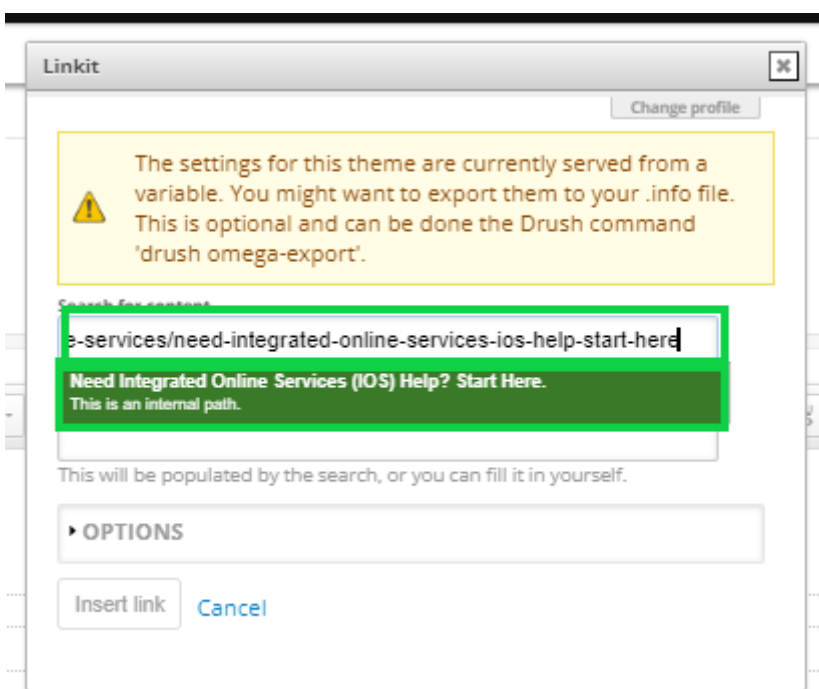 Linkit
Change profile
The settings for this theme are currently served from a
variable. You might want to export them to your .info file.
This is optional and can be done the Drush command
'drush omega-export'.
Search for content
e-services/need-integrated-online-services-ios-help-start-here
Need Integrated Online Services (IOS) Help? Start Here.
This is an internal path.
This will be populated by the search, or you can fill it in yourself.
OPTIONS
Insert link
Cancel